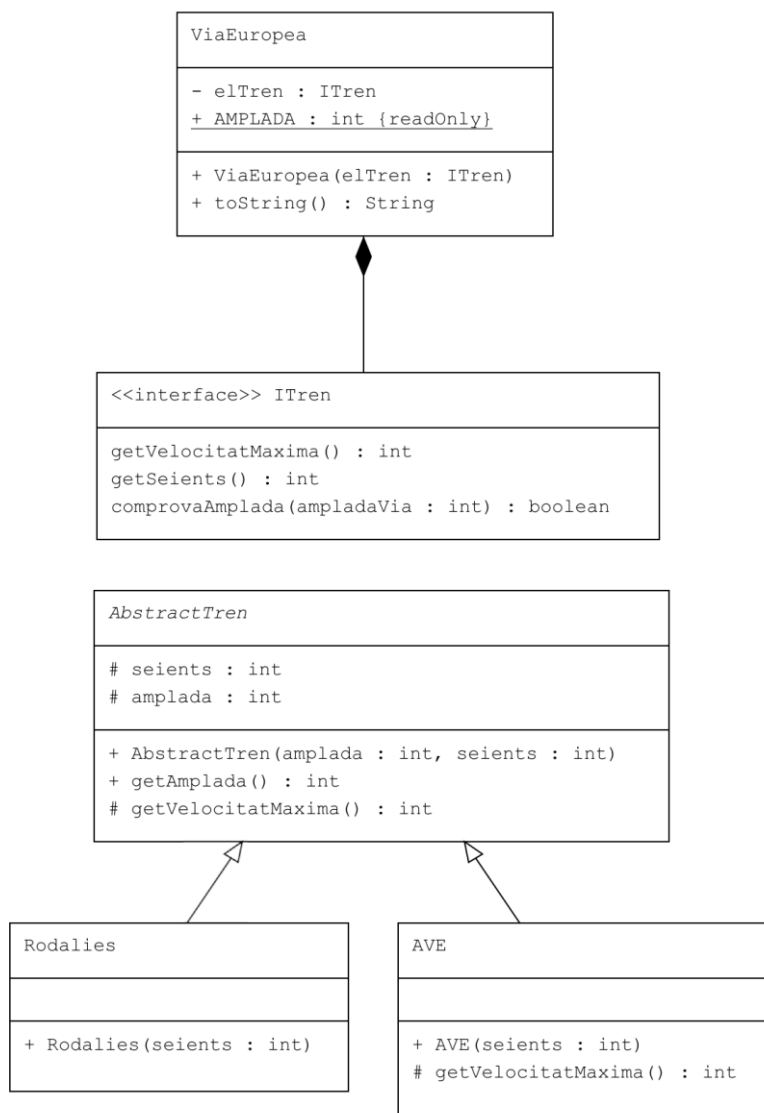 ViaEuropea
- elTren : ITren
+ AMPLADA : int {readOnly}
+ ViaEuropea(elTren : ITren)
+ toString() : String
<<interface>> ITren
getVelocitatMaxima() : int
getSeients() : int
comprovaAmplada(ampladaVia : int) : boolean
AbstractTren
# seients : int
# amplada : int
+ AbstractTren(amplada : int, seients : int)
+ getAmplada() : int
# getVelocitatMaxima() : int
Rodalies
+ Rodalies(seients : int)
AVE
+ AVE(seients : int)
# getVelocitatMaxima() : int